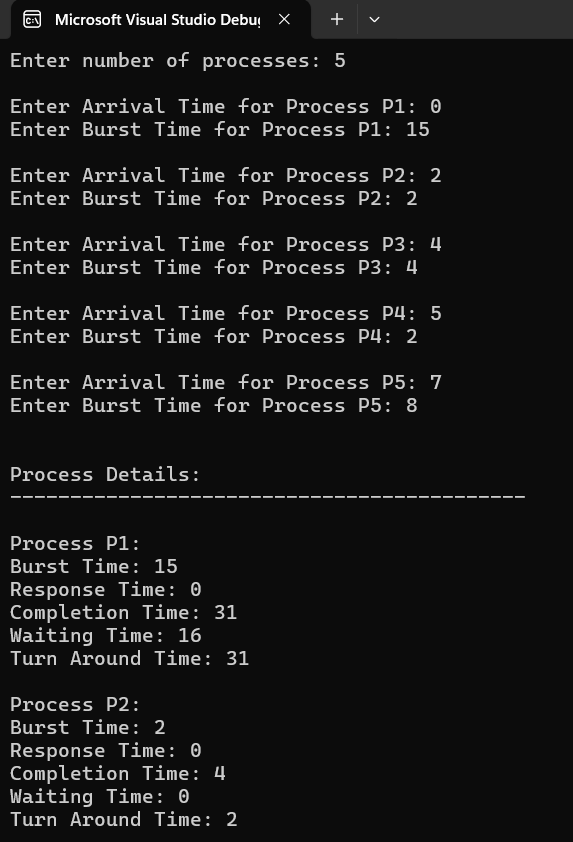 Microsoft Visual Studio Debug
Enter number of processes: 5
Enter Arrival Time for Process P1: 0
Enter Burst Time for Process P1: 15
Enter Arrival Time for Process P2: 2
Enter Burst Time for Process P2: 2
Enter Arrival Time for Process P3: 4
Enter Burst Time for Process P3: 4
Enter Arrival Time for Process P4: 5
Enter Burst Time for Process P4: 2
Enter Arrival Time for Process P5: 7
Enter Burst Time for Process P5: 8
Process Details:
-------------------------------------------
Process P1:
Burst Time: 15
Response Time: 0
Completion Time: 31
Waiting Time: 16
Turn Around Time: 31
Process P2:
Burst Time: 2
Response Time: 0
Completion Time: 4
Waiting Time: 0
Turn Around Time: 2